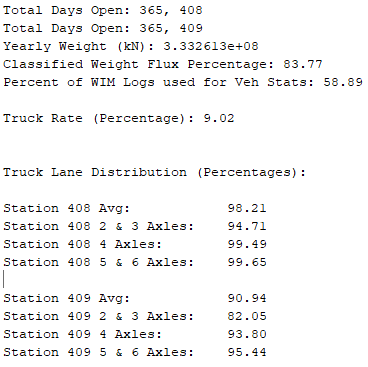 Total Days Open: 365, 408
Total Days Open: 365, 409
Yearly Weight (kN): 3.332613e+08
Classified Weight Flux Percentage: 83.77
Percent of WIM Logs used for Veh Stats: 58.89
Truck Rate (Percentage): 9.02
Truck Lane Distribution (Percentages):
Station 408 Avg: 98.21
Station 408 2 & 3 Axles: 94.71
Station 408 4 Axles: 99.49
Station 408 5 & 6 Axles: 99.65
Station 409 Avg: 90.94
Station 409 2 & 3 Axles: 82.05
Station 409 4 Axles: 93.80
Station 409 5 & 6 Axles: 95.44